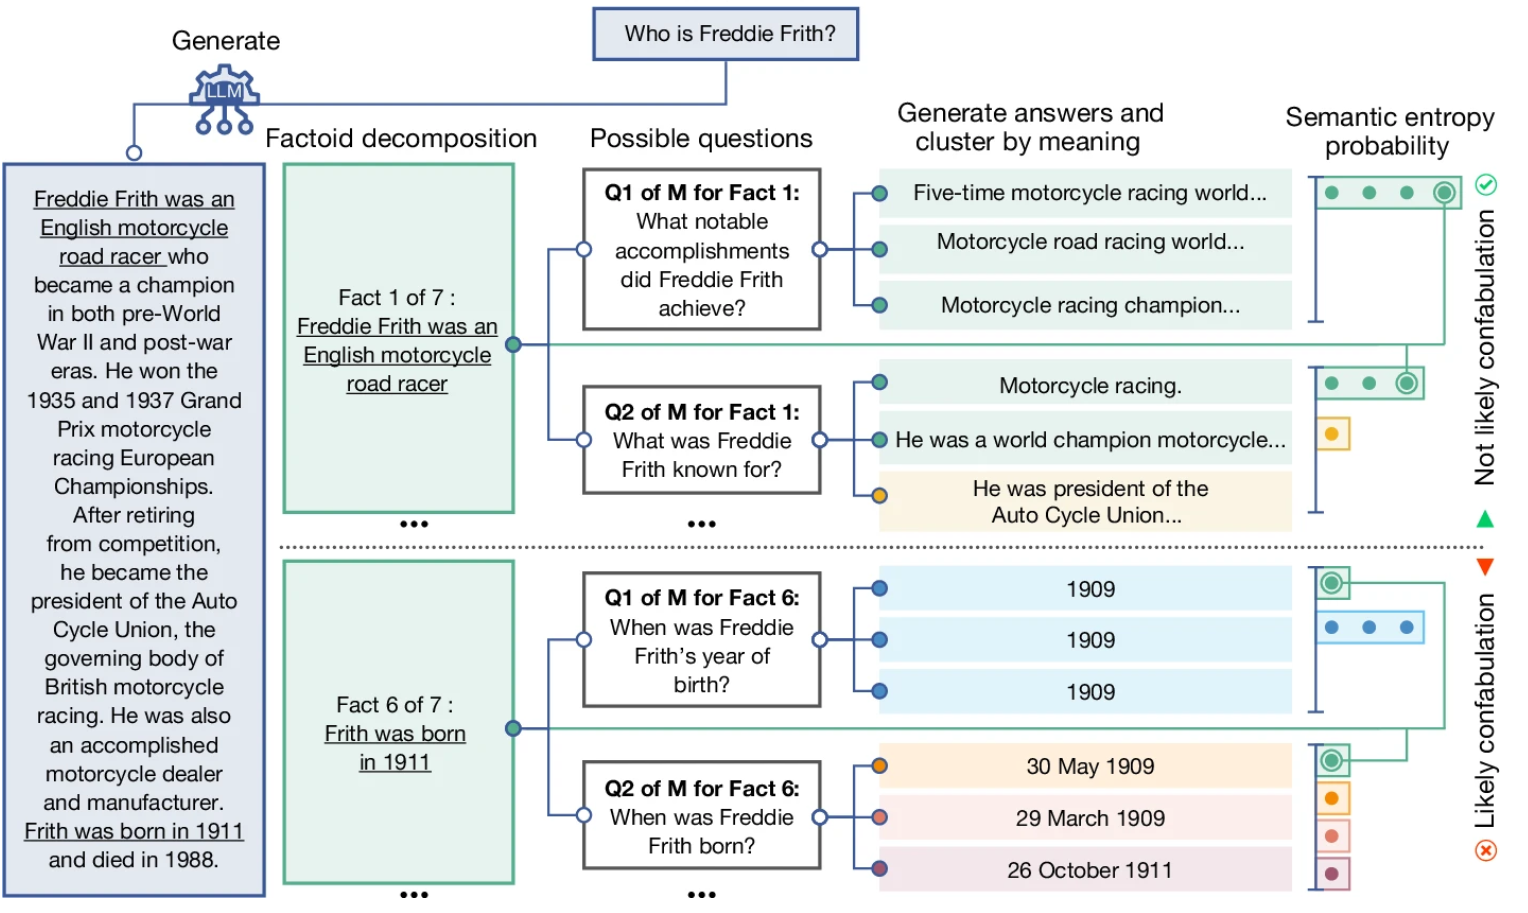 Who is Freddie Frith?
Generate
LLM
Factoid decomposition
Possible questions
Generate answers and
cluster by meaning
Semantic entropy
probability
Freddie Frith was an
English motorcycle
road racer who
became a champion
in both pre-World
War II and post-war
eras. He won the
1935 and 1937 Grand
Prix motorcycle
racing European
Championships.
After retiring
from competition,
he became the
president of the Auto
Cycle Union, the
governing body of
British motorcycle
racing. He was also
an accomplished
motorcycle dealer
and manufacturer.
Frith was born in 1911
and died in 1988.
Fact 1 of 7 :
Freddie Frith was an
English motorcycle
road racer
•••
Q1 of M for Fact 1:
What notable
accomplishments
did Freddie Frith
achieve?
Five-time motorcycle racing world...
Motorcycle road racing world...
Motorcycle racing champion...
Q2 of M for Fact 1:
What was Freddie
Frith known for?
•••
Motorcycle racing.
He was a world champion motorcycle...
He was president of the
Auto Cycle Union...
Not likely confabulation
Fact 6 of 7 :
Frith was born
in 1911
•••
Q1 of M for Fact 6:
When was Freddie
Frith’s year of
birth?
1909
1909
1909
Q2 of M for Fact 6:
When was Freddie
Frith born?
•••
30 May 1909
29 March 1909
26 October 1911
Likely confabulation